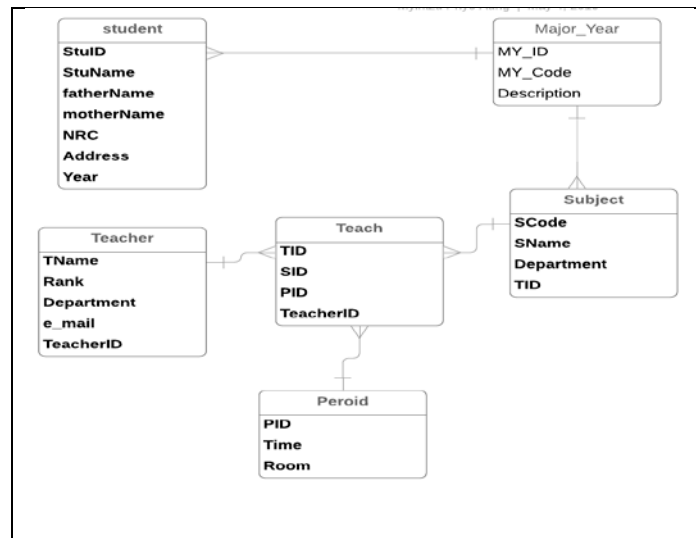 student
StuID
StuName
fatherName
motherName
NRC
Address
Year
Major_Year
MY_ID
MY_Code
Description
Teacher
TName
Rank
Department
e_mail
TeacherID
Teach
TID
SID
PID
TeacherID
Subject
SCode
SName
Department
TID
Peroid
PID
Time
Room